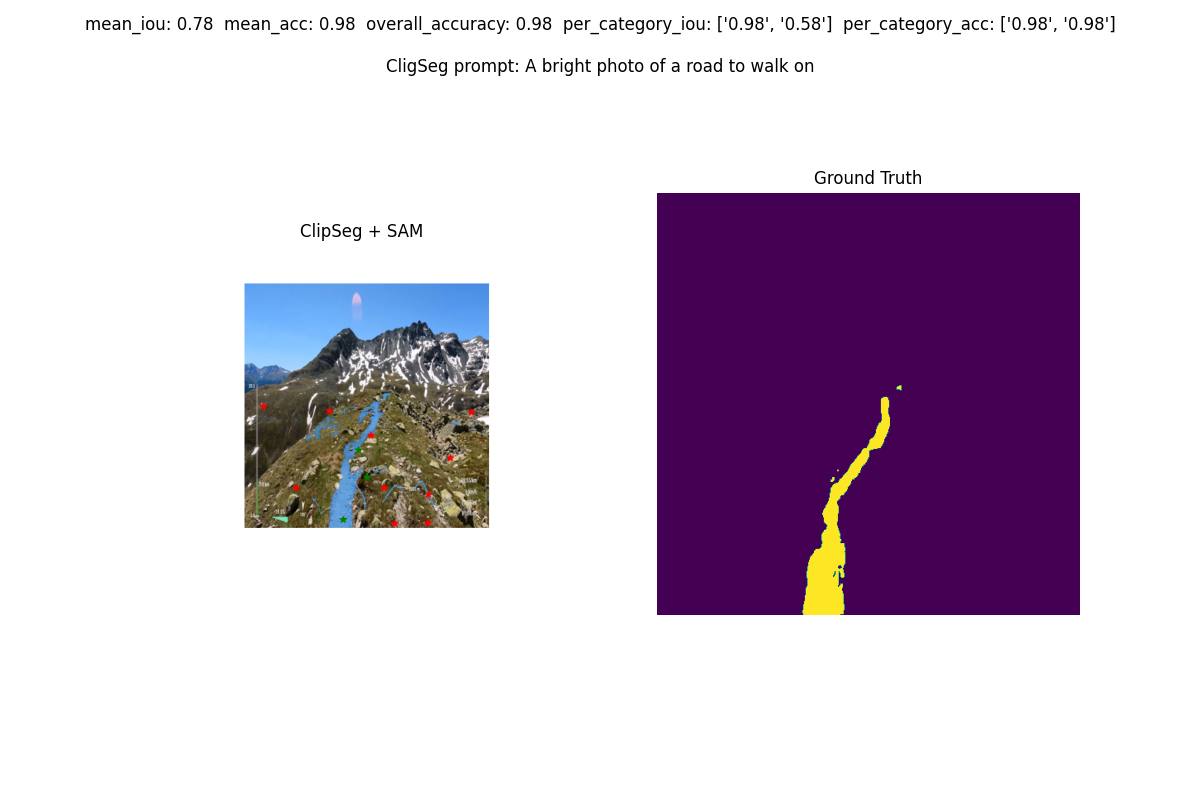 mean_iou: 0.78  mean_acc: 0.98  overall_accuracy: 0.98  per_category_iou: ['0.98', '0.58']  per_category_acc: ['0.98', '0.98']
CligSeg prompt: A bright photo of a road to walk on
Ground Truth
ClipSeg + SAM